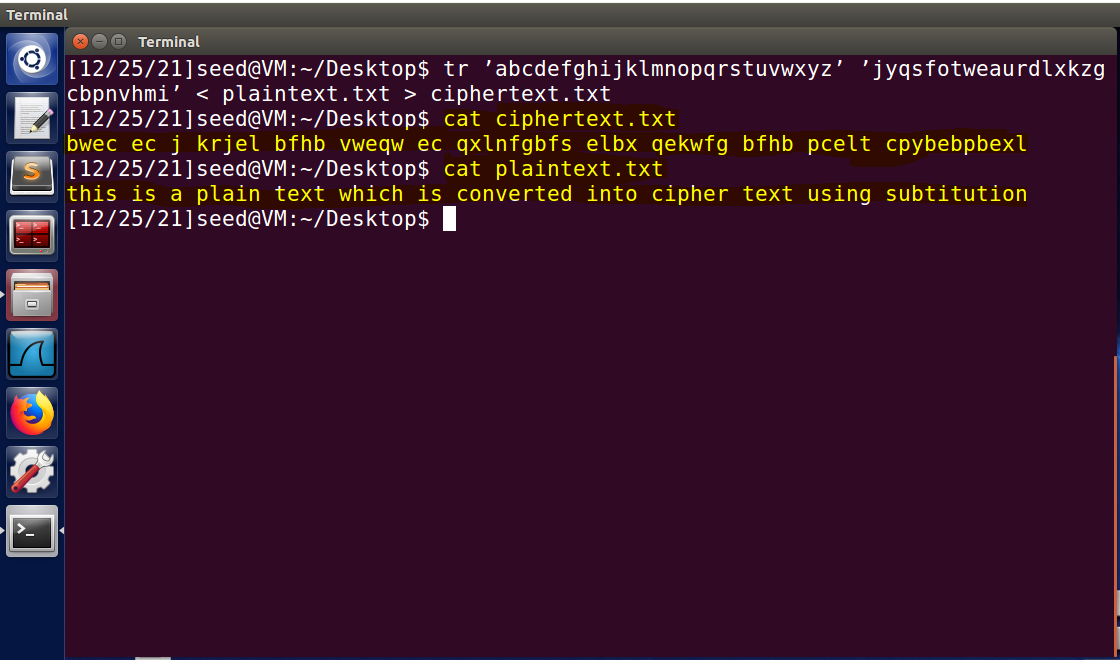 Terminal
Terminal
[12/25/21]seed@VM:~/Desktop$ tr ’abcdefghijklmnopqrstuvwxyz’ ’jyqsfotweaurdlxkzg
cbpnvhmi’ < plaintext.txt > ciphertext.txt
[12/25/21]seed@VM:~/Desktop$ cat ciphertext.txt
bwec ec j krjel bfhb vweqw ec qxlnfgbfs elbx qekwfg bfhb pcelt cpybebpbexl
[12/25/21]seed@VM:~/Desktop$ cat plaintext.txt
this is a plain text which is converted into cipher text using subtitution
[12/25/21]seed@VM:~/Desktop$